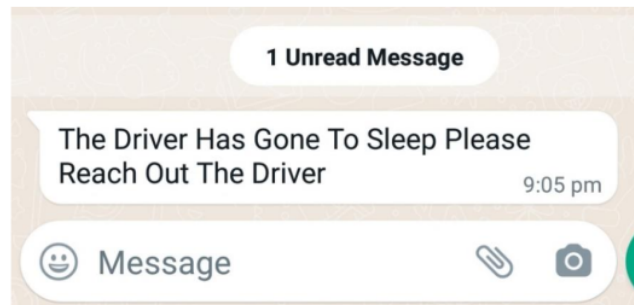 1 Unread Message
The Driver Has Gone To Sleep Please
Reach Out The Driver
9:05 pm
Message